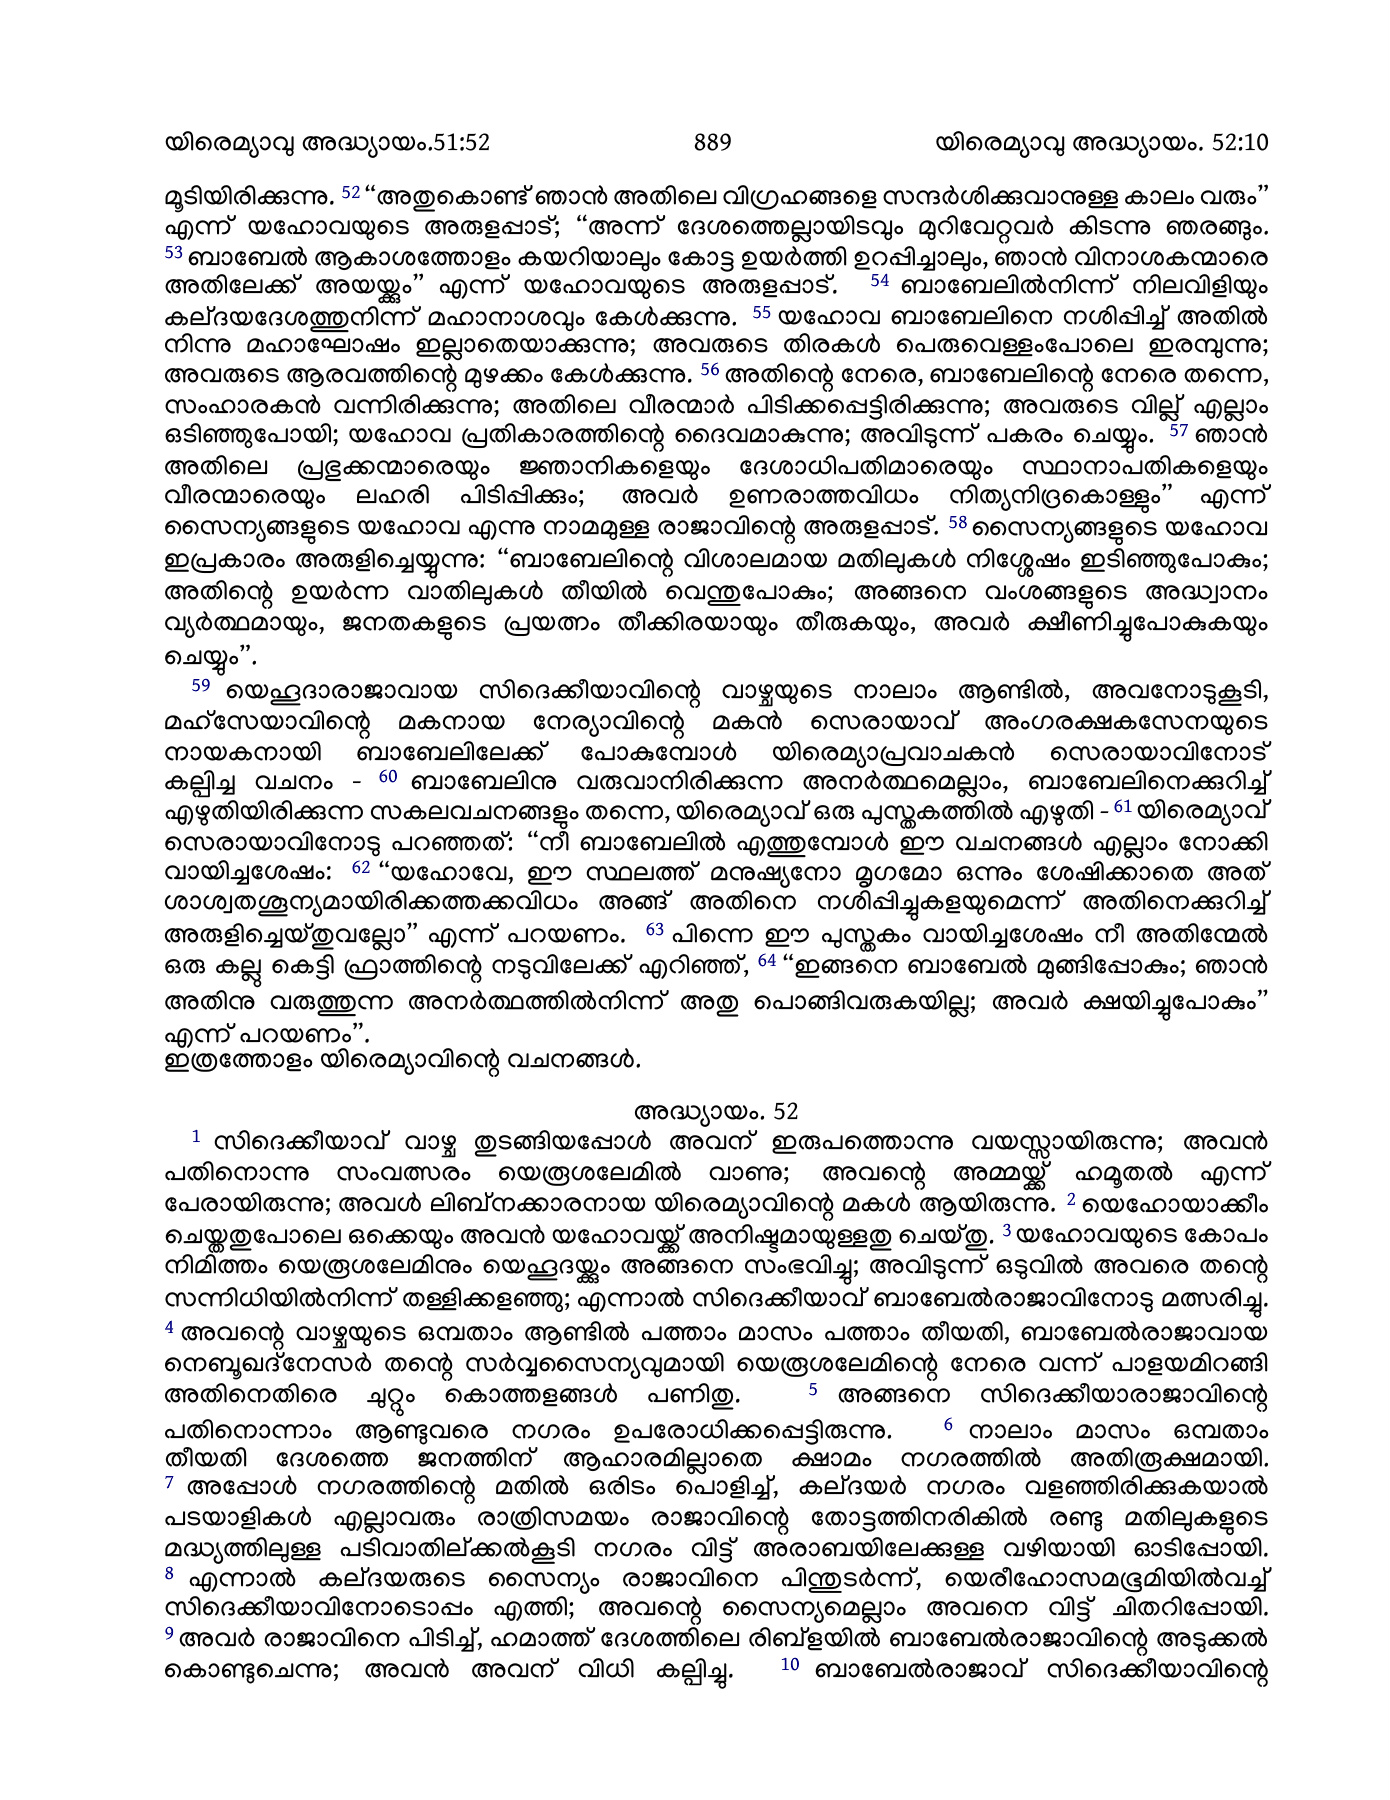 യിരെമ്യാവു അദ്ധ്യായം.51:52 889 യിരെമ്യാവു അദ്ധ്യായം. 52:10
മൂടിയിരിക്കുന്നു. 52 “അതുകൊണ്ട് ഞാൻ അതിലെ വിഗ്രഹങ്ങളെ സന്ദർശിക്കുവാനുള്ള കാലം വരും”
എന്ന് യഹോവയുടെ അരുളപ്പാട്; “അന്ന് ദേശത്തെല്ലായിടവും മുറിവേറ്റവർ കിടന്നു ഞരങ്ങും.
53 ബാബേൽ ആകാശത്തോളം കയറിയാലും കോട്ട ഉയർത്തി ഉറപ്പിച്ചാലും, ഞാൻ വിനാശകന്മാരെ
അതിലേക്ക് അയയ്ക്കും” എന്ന് യഹോവയുടെ അരുളപ്പാട്. 54 ബാബേലിൽനിന്ന് നിലവിളിയും
കല്ദയദേശത്തുനിന്ന് മഹാനാശവും കേൾക്കുന്നു. 55 യഹോവ ബാബേലിനെ നശിപ്പിച്ച് അതിൽ
നിന്നു മഹാഘോഷം ഇല്ലാതെയാക്കുന്നു; അവരുടെ തിരകൾ പെരുവെള്ളംപോലെ ഇരമ്പുന്നു;
അവരുടെ ആരവത്തിന്റെ മുഴക്കം കേൾക്കുന്നു. 56 അതിന്റെ നേരെ, ബാബേലിന്റെ നേരെ തന്നെ,
സംഹാരകൻ വന്നിരിക്കുന്നു; അതിലെ വീരന്മാർ പിടിക്കപ്പെട്ടിരിക്കുന്നു; അവരുടെ വില്ല് എല്ലാം
ഒടിഞ്ഞുപോയി; യഹോവ പ്രതികാരത്തിന്റെ ദൈവമാകുന്നു; അവിടുന്ന് പകരം ചെയ്യും. 57 ഞാൻ
അതിലെ പ്രഭുക്കന്മാരെയും ജ്ഞാനികളെയും ദേശാധിപതിമാരെയും സ്ഥാനാപതികളെയും
വീരന്മാരെയും ലഹരി പിടിപ്പിക്കും; അവർ ഉണരാത്തവിധം നിത്യനിദ്രകൊള്ളും” എന്ന്
സൈന്യങ്ങളുടെ യഹോവ എന്നു നാമമുള്ള രാജാവിന്റെ അരുളപ്പാട്. 58 സൈന്യങ്ങളുടെ യഹോവ
ഇപ്രകാരം അരുളിച്ചെയ്യുന്നു: “ബാബേലിന്റെ വിശാലമായ മതിലുകൾ നിശ്ശേഷം ഇടിഞ്ഞുപോകും;
അതിന്റെ ഉയർന്ന വാതിലുകൾ തീയിൽ വെന്തുപോകും; അങ്ങനെ വംശങ്ങളുടെ അദ്ധ്വാനം
വ്യർത്ഥമായും, ജനതകളുടെ പ്രയത്നം തീക്കിരയായും തീരുകയും, അവർ ക്ഷീണിച്ചുപോകുകയും
ചെയ്യും”.
59 യെഹൂദാരാജാവായ സിദെക്കീയാവിന്റെ വാഴ്ചയുടെ നാലാം ആണ്ടിൽ, അവനോടുകൂടി,
മഹ്സേയാവിന്റെ മകനായ നേര്യാവിന്റെ മകൻ സെരായാവ് അംഗരക്ഷകസേനയുടെ
നായകനായി ബാബേലിലേക്ക് പോകുമ്പോൾ യിരെമ്യാപ്രവാചകൻ സെരായാവിനോട്
കല്പിച്ച വചനം - 60 ബാബേലിനു വരുവാനിരിക്കുന്ന അനർത്ഥമെല്ലാം, ബാബേലിനെക്കുറിച്ച്
എഴുതിയിരിക്കുന്ന സകലവചനങ്ങളും തന്നെ, യിരെമ്യാവ് ഒരു പുസ്തകത്തിൽ എഴുതി - 61 യിരെമ്യാവ്
സെരായാവിനോടു പറഞ്ഞത്: “നീ ബാബേലിൽ എത്തുമ്പോൾ ഈ വചനങ്ങൾ എല്ലാം നോക്കി
വായിച്ചശേഷം: 62 “യഹോവേ, ഈ സ്ഥലത്ത് മനുഷ്യനോ മൃഗമോ ഒന്നും ശേഷിക്കാതെ അത്
ശാശ്വതശൂന്യമായിരിക്കത്തക്കവിധം അങ്ങ് അതിനെ നശിപ്പിച്ചുകളയുമെന്ന് അതിനെക്കുറിച്ച്
അരുളിച്ചെയ്തുവല്ലോ” എന്ന് പറയണം. 63 പിന്നെ ഈ പുസ്തകം വായിച്ചശേഷം നീ അതിന്മേൽ
ഒരു കല്ലു കെട്ടി ഫ്രാത്തിന്റെ നടുവിലേക്ക് എറിഞ്ഞ്, 64 “ഇങ്ങനെ ബാബേൽ മുങ്ങിപ്പോകും; ഞാൻ
അതിനു വരുത്തുന്ന അനർത്ഥത്തിൽനിന്ന് അതു പൊങ്ങിവരുകയില്ല; അവർ ക്ഷയിച്ചുപോകും”
എന്ന് പറയണം”.
ഇത്രത്തോളം യിരെമ്യാവിന്റെ വചനങ്ങൾ.
അദ്ധ്യായം. 52
1 സിദെക്കീയാവ് വാഴ്ച തുടങ്ങിയപ്പോൾ അവന് ഇരുപത്തൊന്നു വയസ്സായിരുന്നു; അവൻ
പതിനൊന്നു സംവത്സരം യെരൂശലേമിൽ വാണു; അവന്റെ അമ്മയ്ക്ക് ഹമൂതൽ എന്ന്
പേരായിരുന്നു; അവൾ ലിബ്നക്കാരനായ യിരെമ്യാവിന്റെ മകൾ ആയിരുന്നു. 2 യെഹോയാക്കീം
ചെയ്തതുപോലെ ഒക്കെയും അവൻ യഹോവയ്ക്ക് അനിഷ്ടമായുള്ളതു ചെയ്തു. 3 യഹോവയുടെ കോപം
നിമിത്തം യെരൂശലേമിനും യെഹൂദയ്ക്കും അങ്ങനെ സംഭവിച്ചു; അവിടുന്ന് ഒടുവിൽ അവരെ തന്റെ
സന്നിധിയിൽനിന്ന് തള്ളിക്കളഞ്ഞു; എന്നാൽ സിദെക്കീയാവ് ബാബേൽരാജാവിനോടു മത്സരിച്ചു.
4 അവന്റെ വാഴ്ചയുടെ ഒമ്പതാം ആണ്ടിൽ പത്താം മാസം പത്താം തീയതി, ബാബേൽരാജാവായ
നെബൂഖദ്നേസർ തന്റെ സർവ്വസൈന്യവുമായി യെരൂശലേമിന്റെ നേരെ വന്ന് പാളയമിറങ്ങി
അതിനെതിരെ ചുറ്റും കൊത്തളങ്ങൾ പണിതു. 5 അങ്ങനെ സിദെക്കീയാരാജാവിന്റെ
പതിനൊന്നാം ആണ്ടുവരെ നഗരം ഉപരോധിക്കപ്പെട്ടിരുന്നു. 6 നാലാം മാസം ഒമ്പതാം
തീയതി ദേശത്തെ ജനത്തിന് ആഹാരമില്ലാതെ ക്ഷാമം നഗരത്തിൽ അതിരൂക്ഷമായി.
7 അപ്പോൾ നഗരത്തിന്റെ മതിൽ ഒരിടം പൊളിച്ച്, കല്ദയർ നഗരം വളഞ്ഞിരിക്കുകയാൽ
പടയാളികൾ എല്ലാവരും രാത്രിസമയം രാജാവിന്റെ തോട്ടത്തിനരികിൽ രണ്ടു മതിലുകളുടെ
മദ്ധ്യത്തിലുള്ള പടിവാതില്ക്കൽകൂടി നഗരം വിട്ട് അരാബയിലേക്കുള്ള വഴിയായി ഓടിപ്പോയി.
8 എന്നാൽ കല്ദയരുടെ സൈന്യം രാജാവിനെ പിന്തുടർന്ന്, യെരീഹോസമഭൂമിയിൽവച്ച്
സിദെക്കീയാവിനോടൊപ്പം എത്തി; അവന്റെ സൈന്യമെല്ലാം അവനെ വിട്ട് ചിതറിപ്പോയി.
9 അവർ രാജാവിനെ പിടിച്ച്, ഹമാത്ത് ദേശത്തിലെ രിബ്ളയിൽ ബാബേൽരാജാവിന്റെ അടുക്കൽ
കൊണ്ടുചെന്നു; അവൻ അവന് വിധി കല്പിച്ചു. 10 ബാബേൽരാജാവ് സിദെക്കീയാവിന്റെ